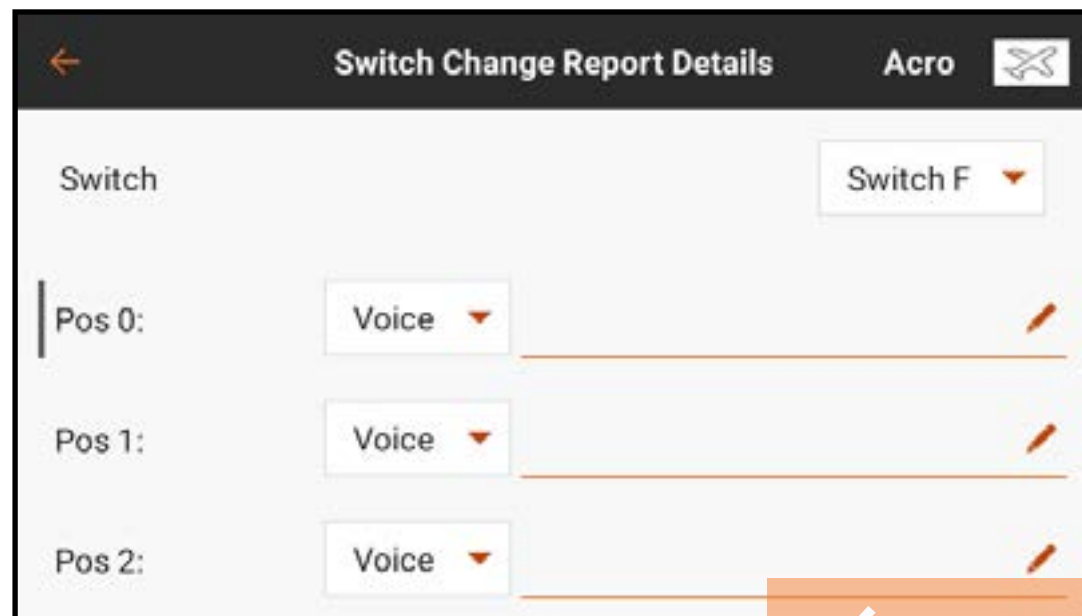 Switch Change Report Details Acro
Switch Switch F
Pos 0: Voice
Pos 1: Voice
Pos 2: Voice